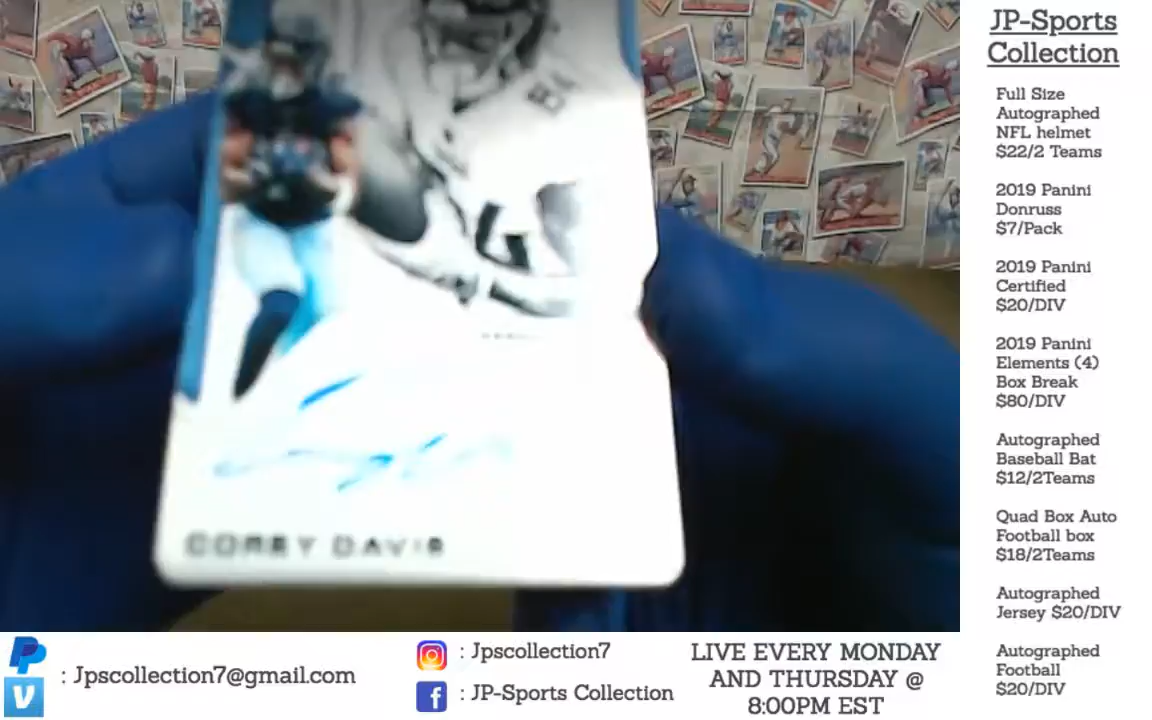 JP-Sports
Collection
Full Size
Autographed
NFL helmet
$22/2 Teams
2019 Panini
Donruss
$7/Pack
2019 Panini
Certified
$20/DIV
2019 Panini
Elements (4)
Box Break
$80/DIV
Autographed
Baseball Bat
$12/2Teams
Quad Box Auto
Football box
$18/2Teams
Autographed
Jersey $20/DIV
Autographed
Football
$20/DIV
COREY DAVIS
: Jpscollection7@gmail.com
: Jpscollection7
: JP-Sports Collection
LIVE EVERY MONDAY
AND THURSDAY @
8:00PM EST